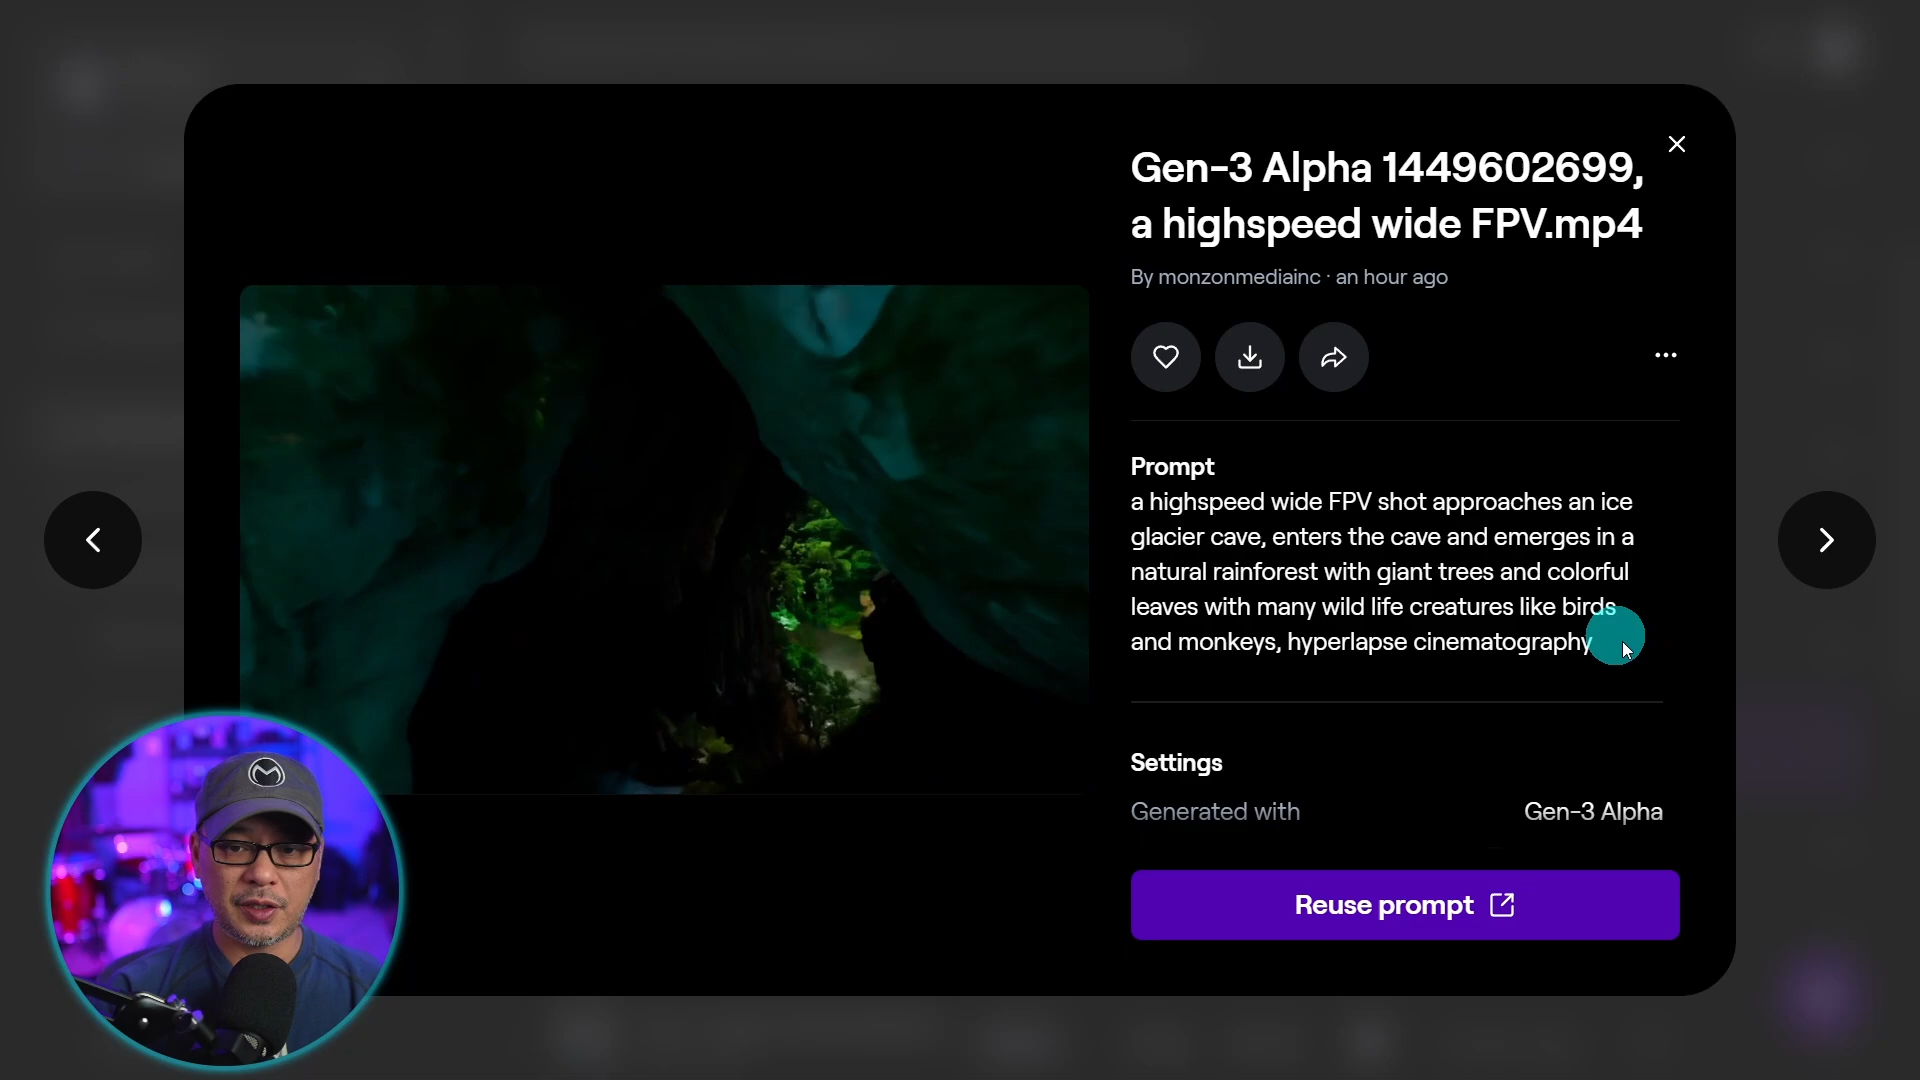 Gen-3 Alpha 1449602699,
a highspeed wide FPV.mp4
By monzonmediainc · an hour ago
Prompt
a highspeed wide FPV shot approaches an ice
glacier cave, enters the cave and emerges in a
natural rainforest with giant trees and colorful
leaves with many wild life creatures like birds
and monkeys, hyperlapse cinematography
Settings
Generated with Gen-3 Alpha
Reuse prompt